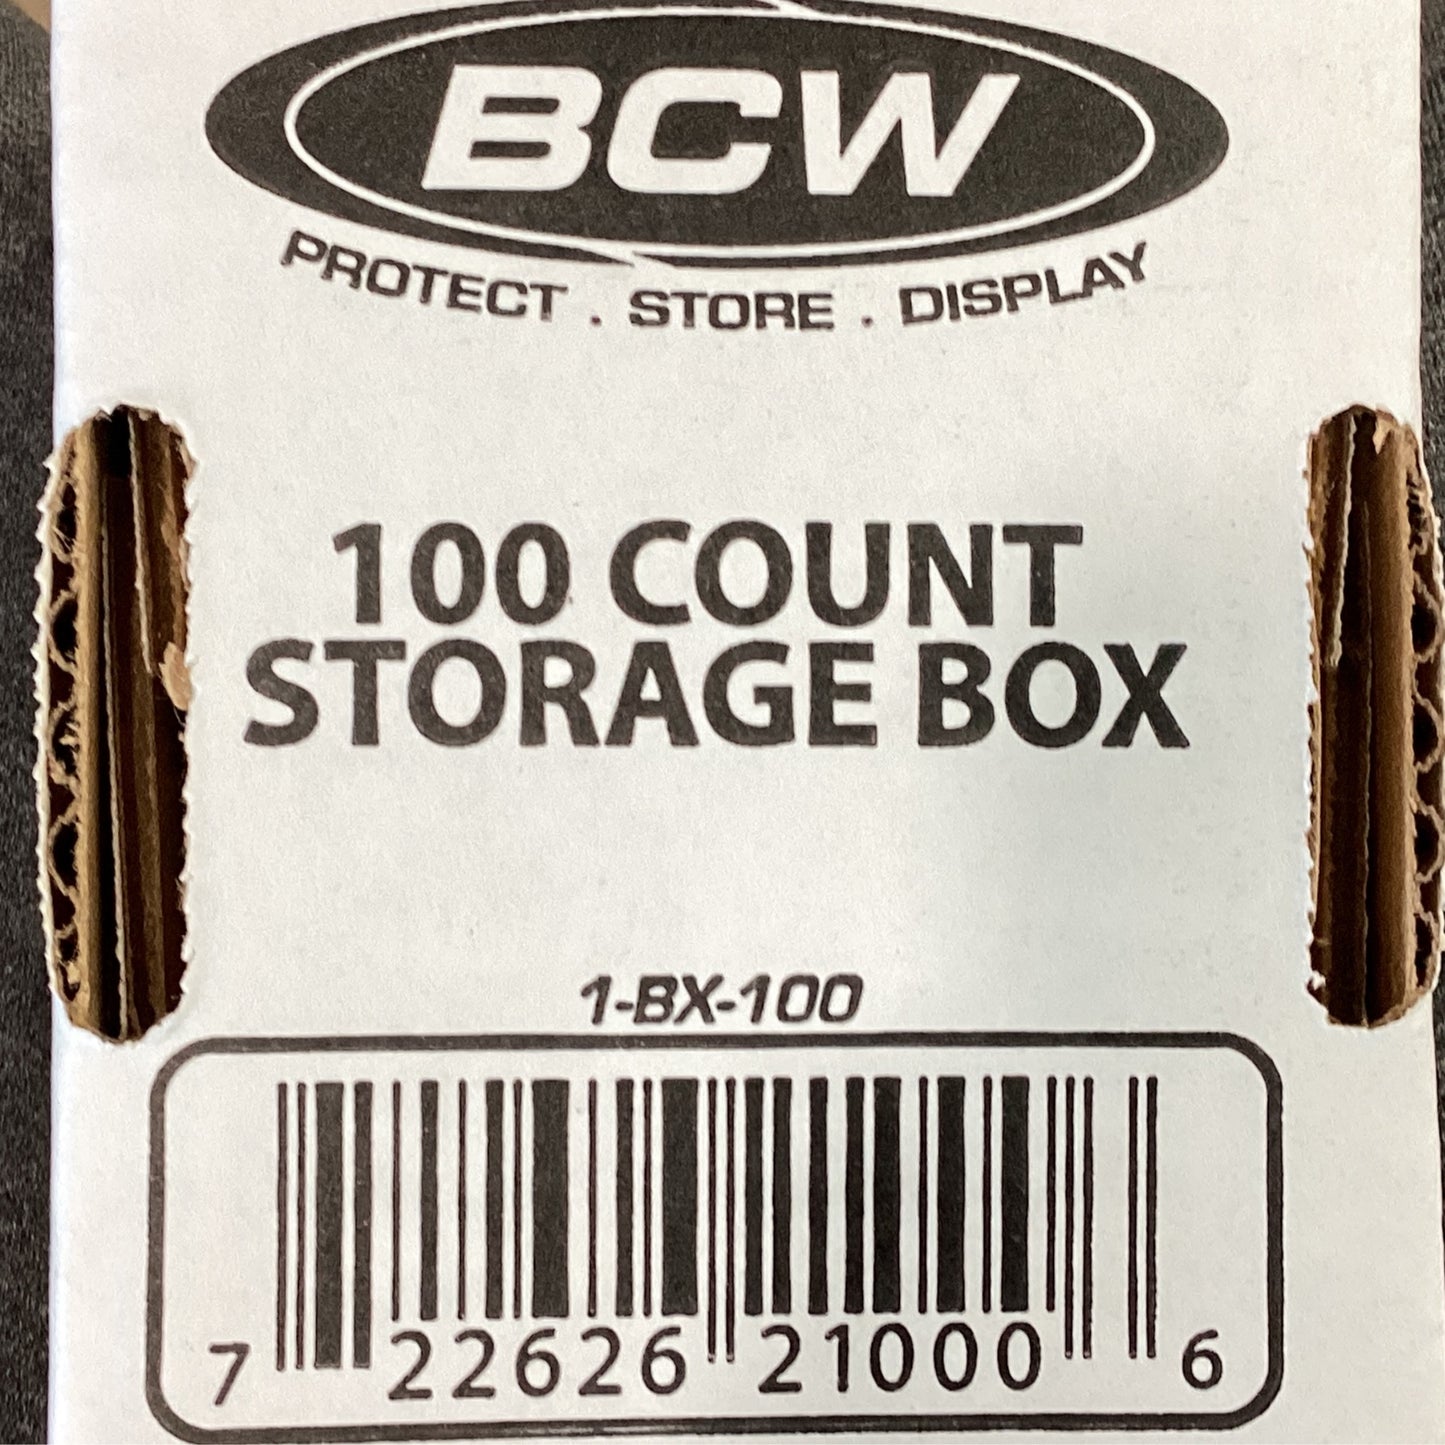 BCW
PROTECT . STORE . DISPLAY
100 COUNT
STORAGE BOX
1-BX-100
7 22626 21000 6